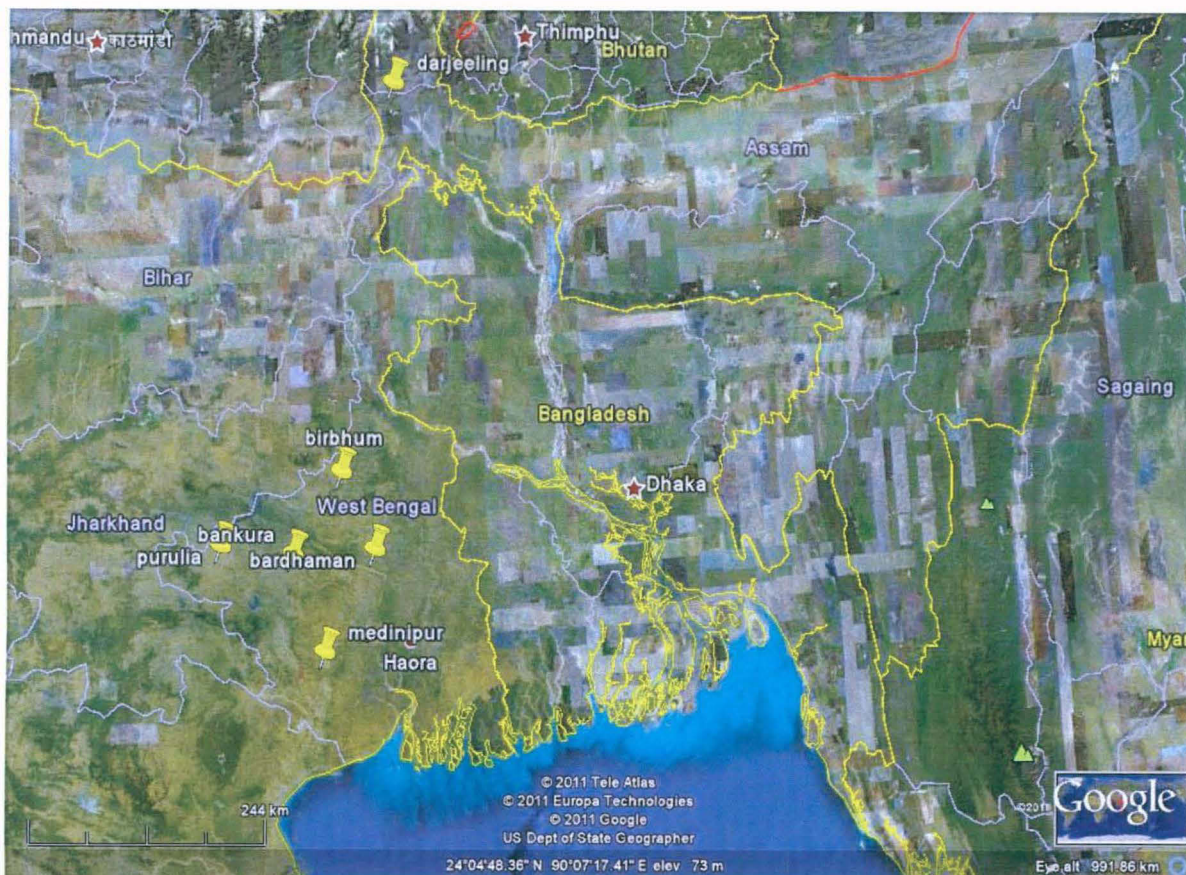 hmandu काठमांडौ
Thimphu
Bhutan
darjeeling
Assam
Bihar
Sagaing
Bangladesh
birbhum
Dhaka
West Bengal
Jharkhand
bankura
purulia
bardhaman
medinipur
Haora
Myar
© 2011 Tele Atlas
© 2011 Europa Technologies
© 2011 Google
US Dept of State Geographer
244 km
Google
N
24°04'48.36" N 90°07'17.41" E elev 73 m
Eye alt 991.86 km